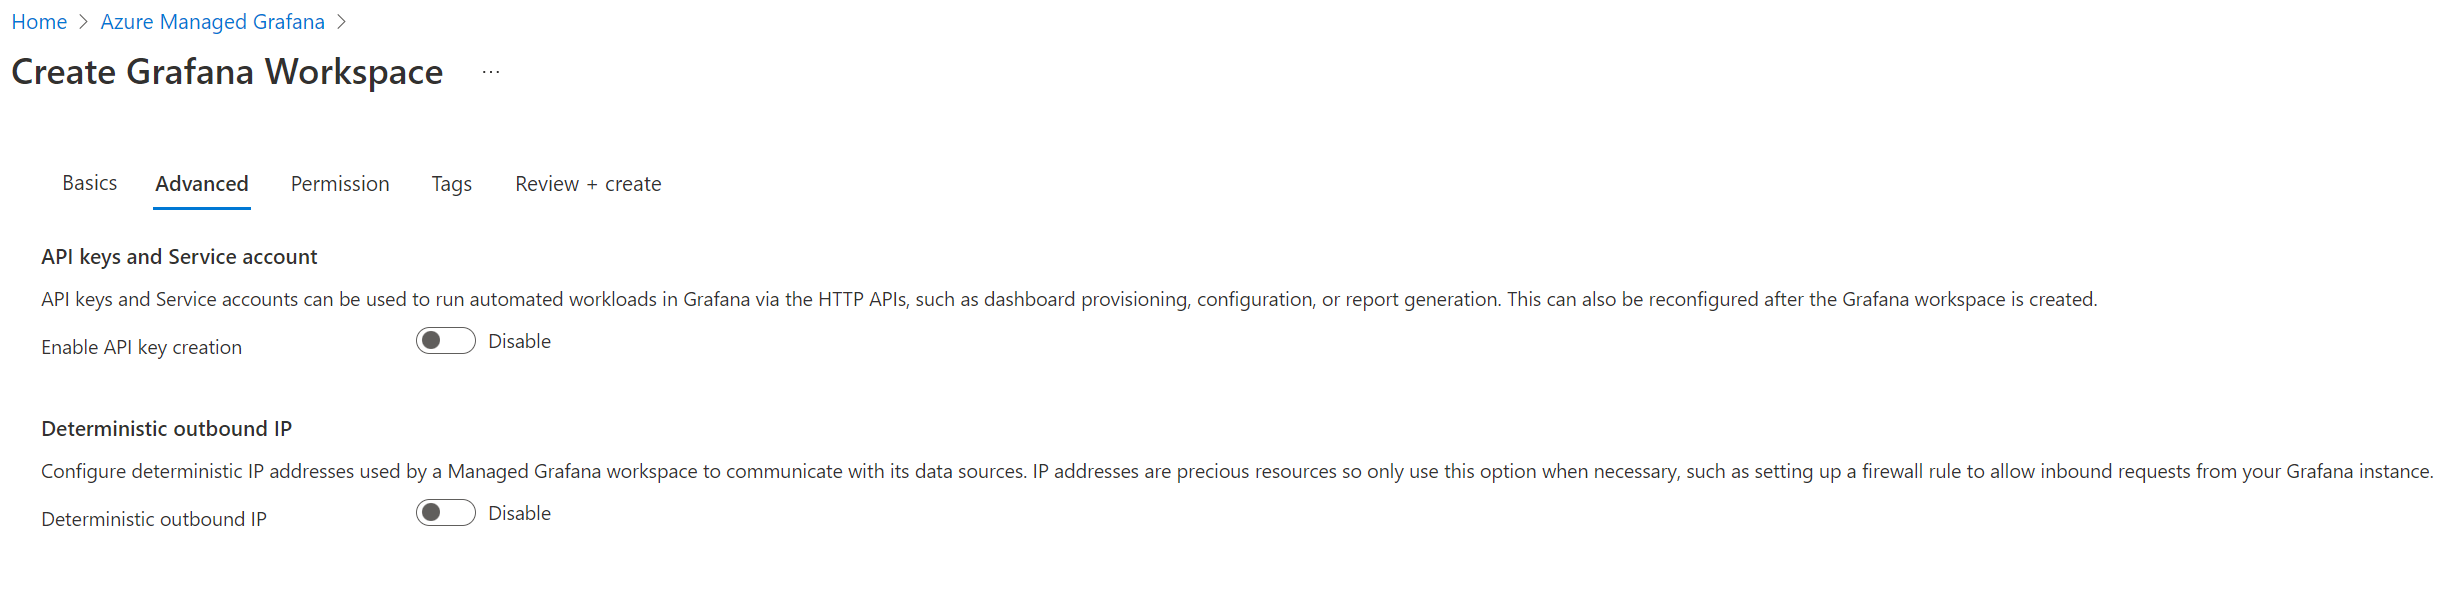 Home > Azure Managed Grafana >
Create Grafana Workspace ...
Basics Advanced Permission Tags Review + create
API keys and Service account
API keys and Service accounts can be used to run automated workloads in Grafana via the HTTP APIs, such as dashboard provisioning, configuration, or report generation. This can also be reconfigured after the Grafana workspace is created.
Enable API key creation Disable
Deterministic outbound IP
Configure deterministic IP addresses used by a Managed Grafana workspace to communicate with its data sources. IP addresses are precious resources so only use this option when necessary, such as setting up a firewall rule to allow inbound requests from your Grafana instance.
Deterministic outbound IP Disable